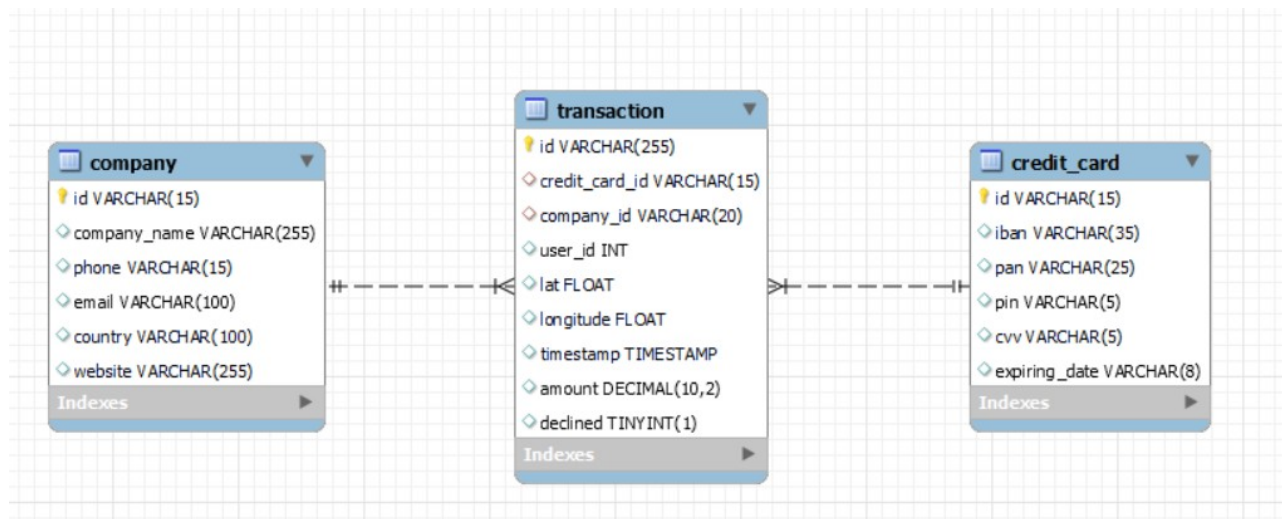 company
id VARCHAR(15)
company_name VARCHAR(255)
phone VARCHAR(15)
email VARCHAR(100)
country VARCHAR(100)
website VARCHAR(255)
Indexes
transaction
id VARCHAR(255)
credit_card_id VARCHAR(15)
company_id VARCHAR(20)
user_id INT
lat FLOAT
longitude FLOAT
timestamp TIMESTAMP
amount DECIMAL(10,2)
declined TINYINT(1)
Indexes
credit_card
id VARCHAR(15)
iban VARCHAR(35)
pan VARCHAR(25)
pin VARCHAR(5)
cvv VARCHAR(5)
expiring_date VARCHAR(8)
Indexes